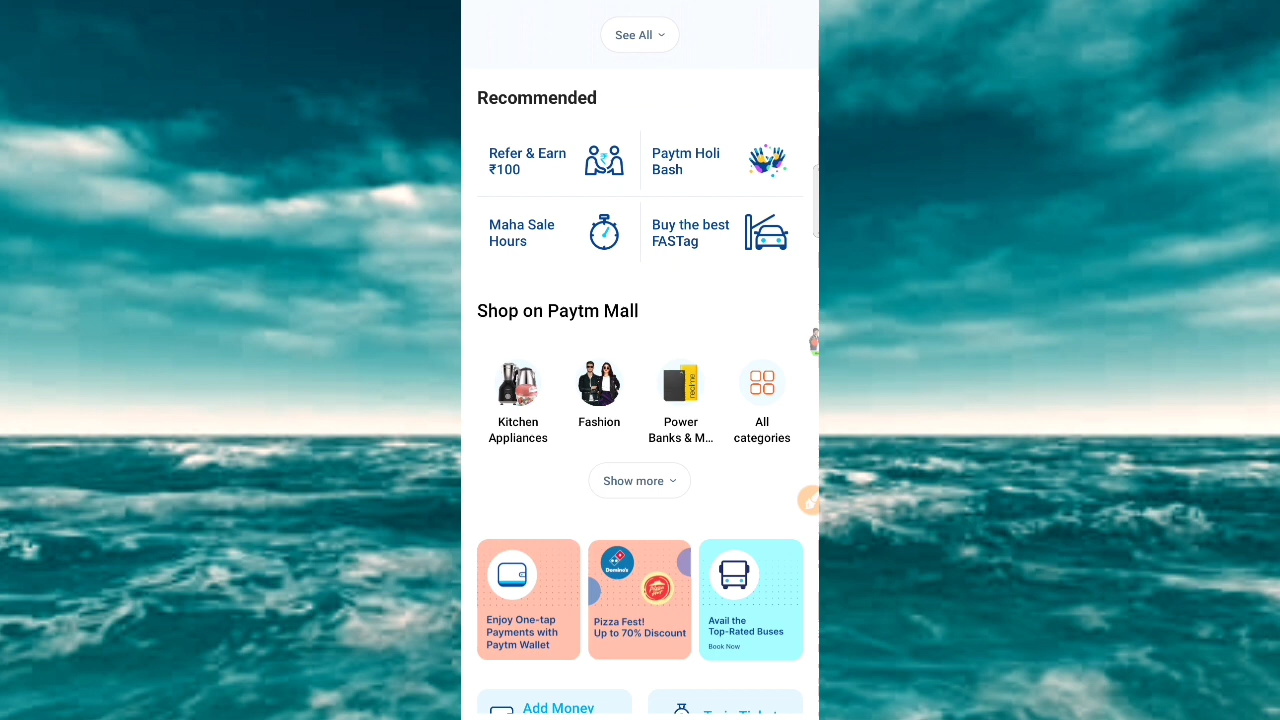 See All
Recommended
Refer & Earn
₹100
Paytm Holi
Bash
Maha Sale
Hours
Buy the best
FASTag
Shop on Paytm Mall
Kitchen
Appliances
Fashion
realme
Power
Banks & M...
All
categories
Show more
Enjoy One-tap
Payments with
Paytm Wallet
Domino's
Pizza Fest!
Up to 70% Discount
Avail the
Top-Rated Buses
Book Now
Add Money